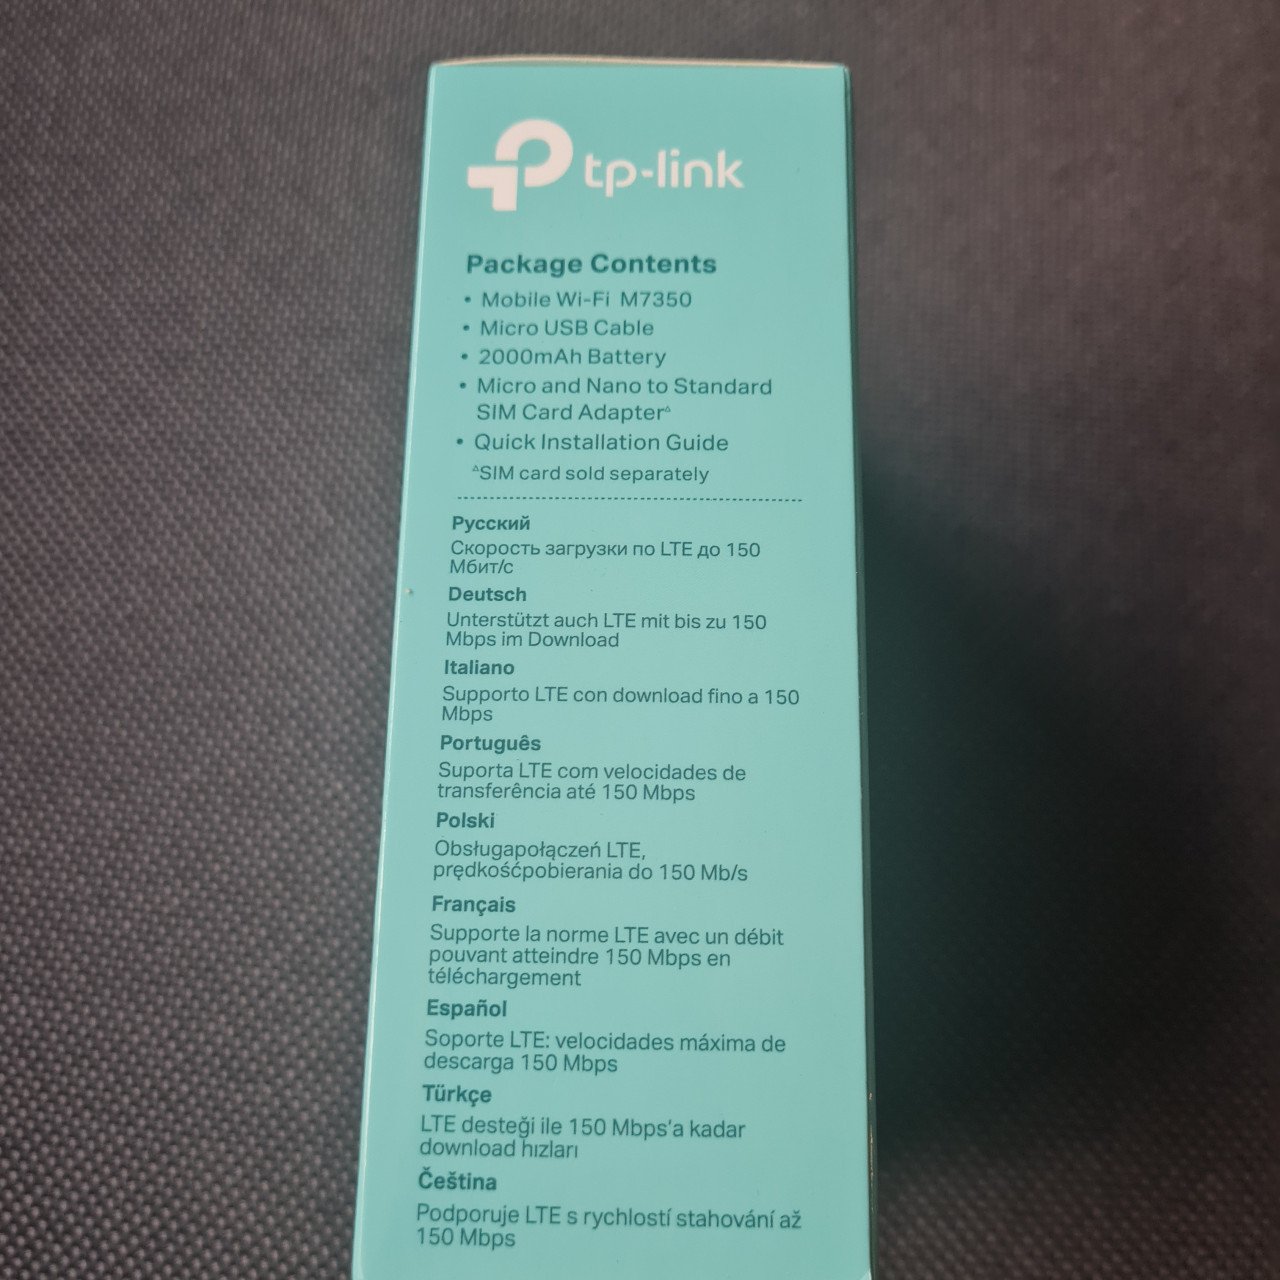 tp-link
Package Contents
• Mobile Wi-Fi M7350
• Micro USB Cable
• 2000mAh Battery
• Micro and Nano to Standard
SIM Card Adapter△
• Quick Installation Guide
△SIM card sold separately
Русский
Скорость загрузки по LTE до 150
Мбит/с
Deutsch
Unterstützt auch LTE mit bis zu 150
Mbps im Download
Italiano
Supporto LTE con download fino a 150
Mbps
Português
Suporta LTE com velocidades de
transferência até 150 Mbps
Polski
Obsługapołączeń LTE,
prędkośćpobierania do 150 Mb/s
Français
Supporte la norme LTE avec un débit
pouvant atteindre 150 Mbps en
téléchargement
Español
Soporte LTE: velocidades máxima de
descarga 150 Mbps
Türkçe
LTE desteği ile 150 Mbps'a kadar
download hızları
Čeština
Podporuje LTE s rychlostí stahování až
150 Mbps